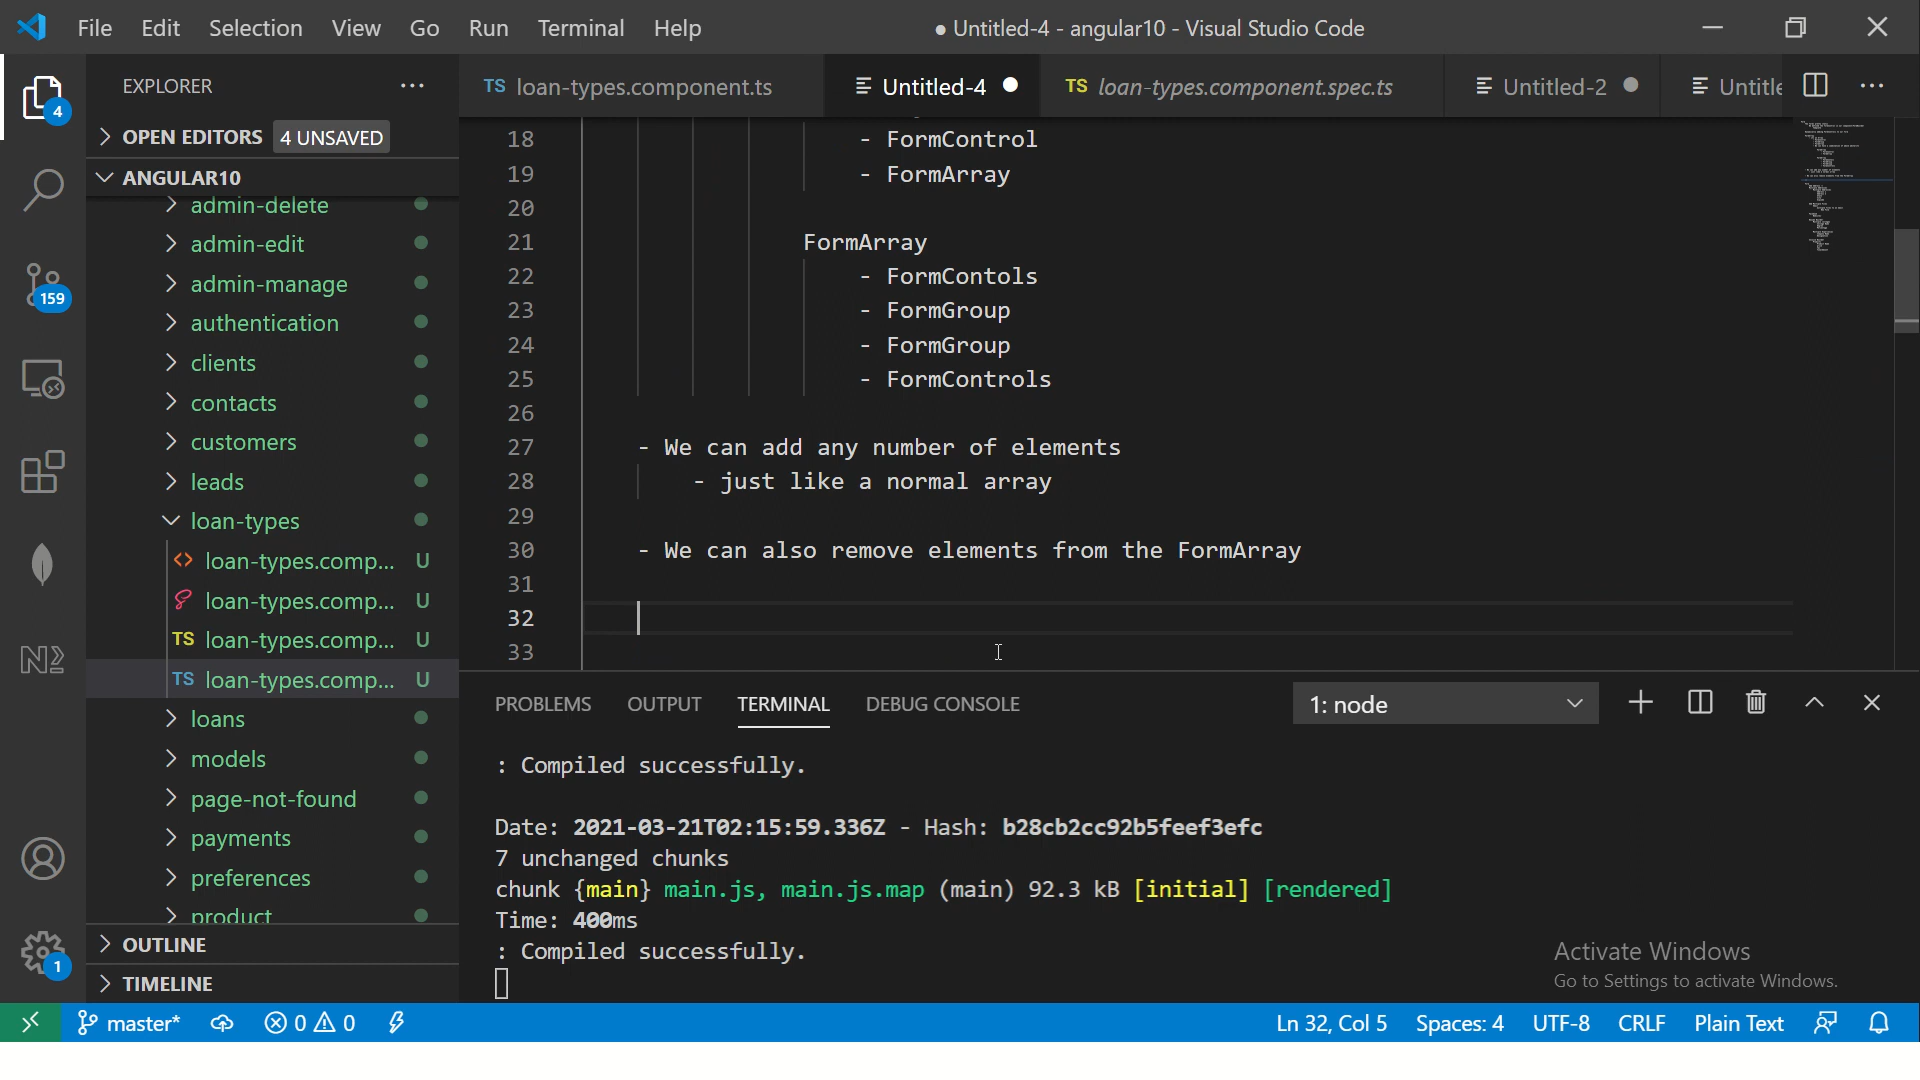 File Edit Selection View Go Run Terminal Help
● Untitled-4 - angular10 - Visual Studio Code
EXPLORER
TS loan-types.component.ts
Untitled-4
TS loan-types.component.spec.ts
Untitled-2
Untitle
OPEN EDITORS 4 UNSAVED
ANGULAR10
admin-delete
admin-edit
admin-manage
authentication
clients
contacts
customers
leads
loan-types
<> loan-types.comp... U
loan-types.comp... U
TS loan-types.comp... U
TS loan-types.comp... U
loans
models
page-not-found
payments
preferences
product
OUTLINE
TIMELINE
4
159
1
18 - FormControl
19 - FormArray
20
21 FormArray
22 - FormContols
23 - FormGroup
24 - FormGroup
25 - FormControls
26
27 - We can add any number of elements
28 - just like a normal array
29
30 - We can also remove elements from the FormArray
31
32
33
PROBLEMS OUTPUT TERMINAL DEBUG CONSOLE
1: node
: Compiled successfully.
Date: 2021-03-21T02:15:59.336Z - Hash: b28cb2cc92b5feef3efc
7 unchanged chunks
chunk {main} main.js, main.js.map (main) 92.3 kB [initial] [rendered]
Time: 400ms
: Compiled successfully.
Activate Windows
Go to Settings to activate Windows.
master* 0 0
Ln 32, Col 5 Spaces: 4 UTF-8 CRLF Plain Text